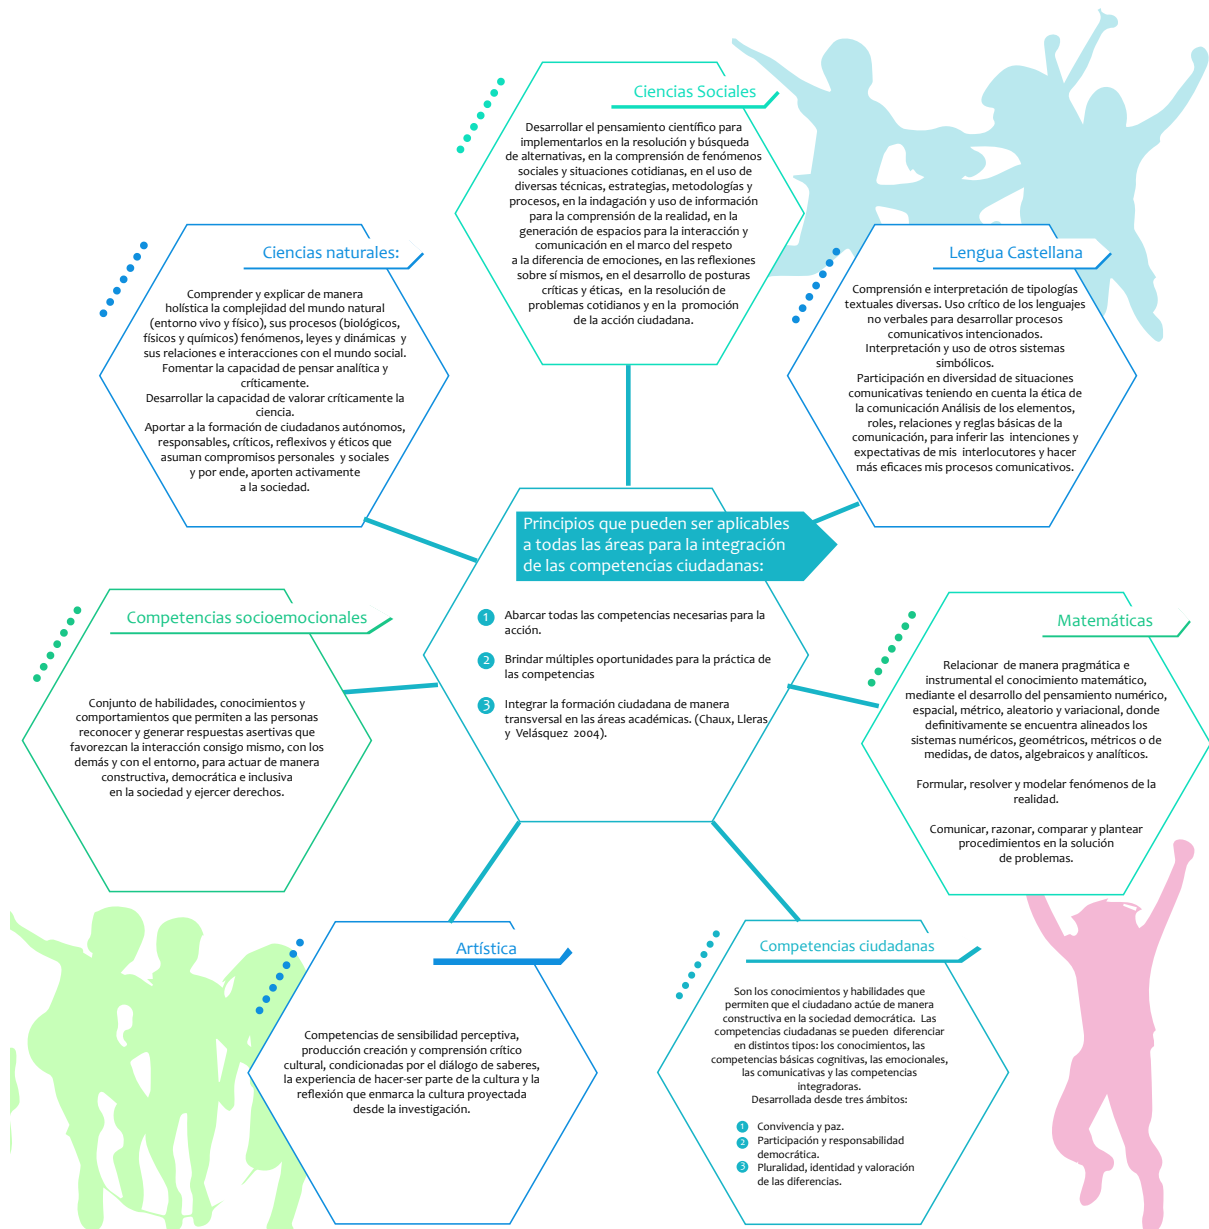 Ciencias Sociales
Desarrollar el pensamiento científico para
implementarlos en la resolución y búsqueda
de alternativas, en la comprensión de fenómenos
sociales y situaciones cotidianas, en el uso de
diversas técnicas, estrategias, metodologías y
procesos, en la indagación y uso de información
para la comprensión de la realidad, en la
generación de espacios para la interacción y
comunicación en el marco del respeto
a la diferencia de emociones, en las reflexiones
sobre sí mismos, en el desarrollo de posturas
críticas y éticas, en la resolución de
problemas cotidianos y en la promoción
de la acción ciudadana.
Ciencias naturales:
Comprender y explicar de manera
holística la complejidad del mundo natural
(entorno vivo y físico), sus procesos (biológicos,
físicos y químicos) fenómenos, leyes y dinámicas y
sus relaciones e interacciones con el mundo social.
Fomentar la capacidad de pensar analítica y
críticamente.
Desarrollar la capacidad de valorar críticamente la
ciencia.
Aportar a la formación de ciudadanos autónomos,
responsables, críticos, reflexivos y éticos que
asuman compromisos personales y sociales
y por ende, aporten activamente
a la sociedad.
Lengua Castellana
Comprensión e interpretación de tipologías
textuales diversas. Uso crítico de los lenguajes
no verbales para desarrollar procesos
comunicativos intencionados.
Interpretación y uso de otros sistemas
simbólicos.
Participación en diversidad de situaciones
comunicativas teniendo en cuenta la ética de
la comunicación Análisis de los elementos,
roles, relaciones y reglas básicas de la
comunicación, para inferir las intenciones y
expectativas de mis interlocutores y hacer
más eficaces mis procesos comunicativos.
Principios que pueden ser aplicables
a todas las áreas para la integración
de las competencias ciudadanas:
1 Abarcar todas las competencias necesarias para la
acción.
2 Brindar múltiples oportunidades para la práctica de
las competencias
3 Integrar la formación ciudadana de manera
transversal en las áreas académicas. (Chaux, Lleras
y Velásquez 2004).
Competencias socioemocionales
Conjunto de habilidades, conocimientos y
comportamientos que permiten a las personas
reconocer y generar respuestas asertivas que
favorezcan la interacción consigo mismo, con los
demás y con el entorno, para actuar de manera
constructiva, democrática e inclusiva
en la sociedad y ejercer derechos.
Matemáticas
Relacionar de manera pragmática e
instrumental el conocimiento matemático,
mediante el desarrollo del pensamiento numérico,
espacial, métrico, aleatorio y variacional, donde
definitivamente se encuentra alineados los
sistemas numéricos, geométricos, métricos o de
medidas, de datos, algebraicos y analíticos.
Formular, resolver y modelar fenómenos de la
realidad.
Comunicar, razonar, comparar y plantear
procedimientos en la solución
de problemas.
Artística
Competencias de sensibilidad perceptiva,
producción creación y comprensión crítico
cultural, condicionadas por el diálogo de saberes,
la experiencia de hacer-ser parte de la cultura y la
reflexión que enmarca la cultura proyectada
desde la investigación.
Competencias ciudadanas
Son los conocimientos y habilidades que
permiten que el ciudadano actúe de manera
constructiva en la sociedad democrática. Las
competencias ciudadanas se pueden diferenciar
en distintos tipos: los conocimientos, las
competencias básicas cognitivas, las emocionales,
las comunicativas y las competencias
integradoras.
Desarrollada desde tres ámbitos:
1 Convivencia y paz.
2 Participación y responsabilidad
democrática.
3 Pluralidad, identidad y valoración
de las diferencias.